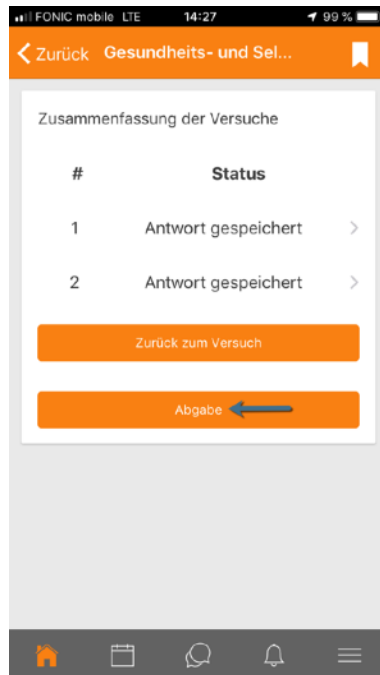 FONIC mobile LTE 14:27 99 %
Zurück Gesundheits- und Sel...
Zusammenfassung der Versuche
# Status
1 Antwort gespeichert
2 Antwort gespeichert
Zurück zum Versuch
Abgabe